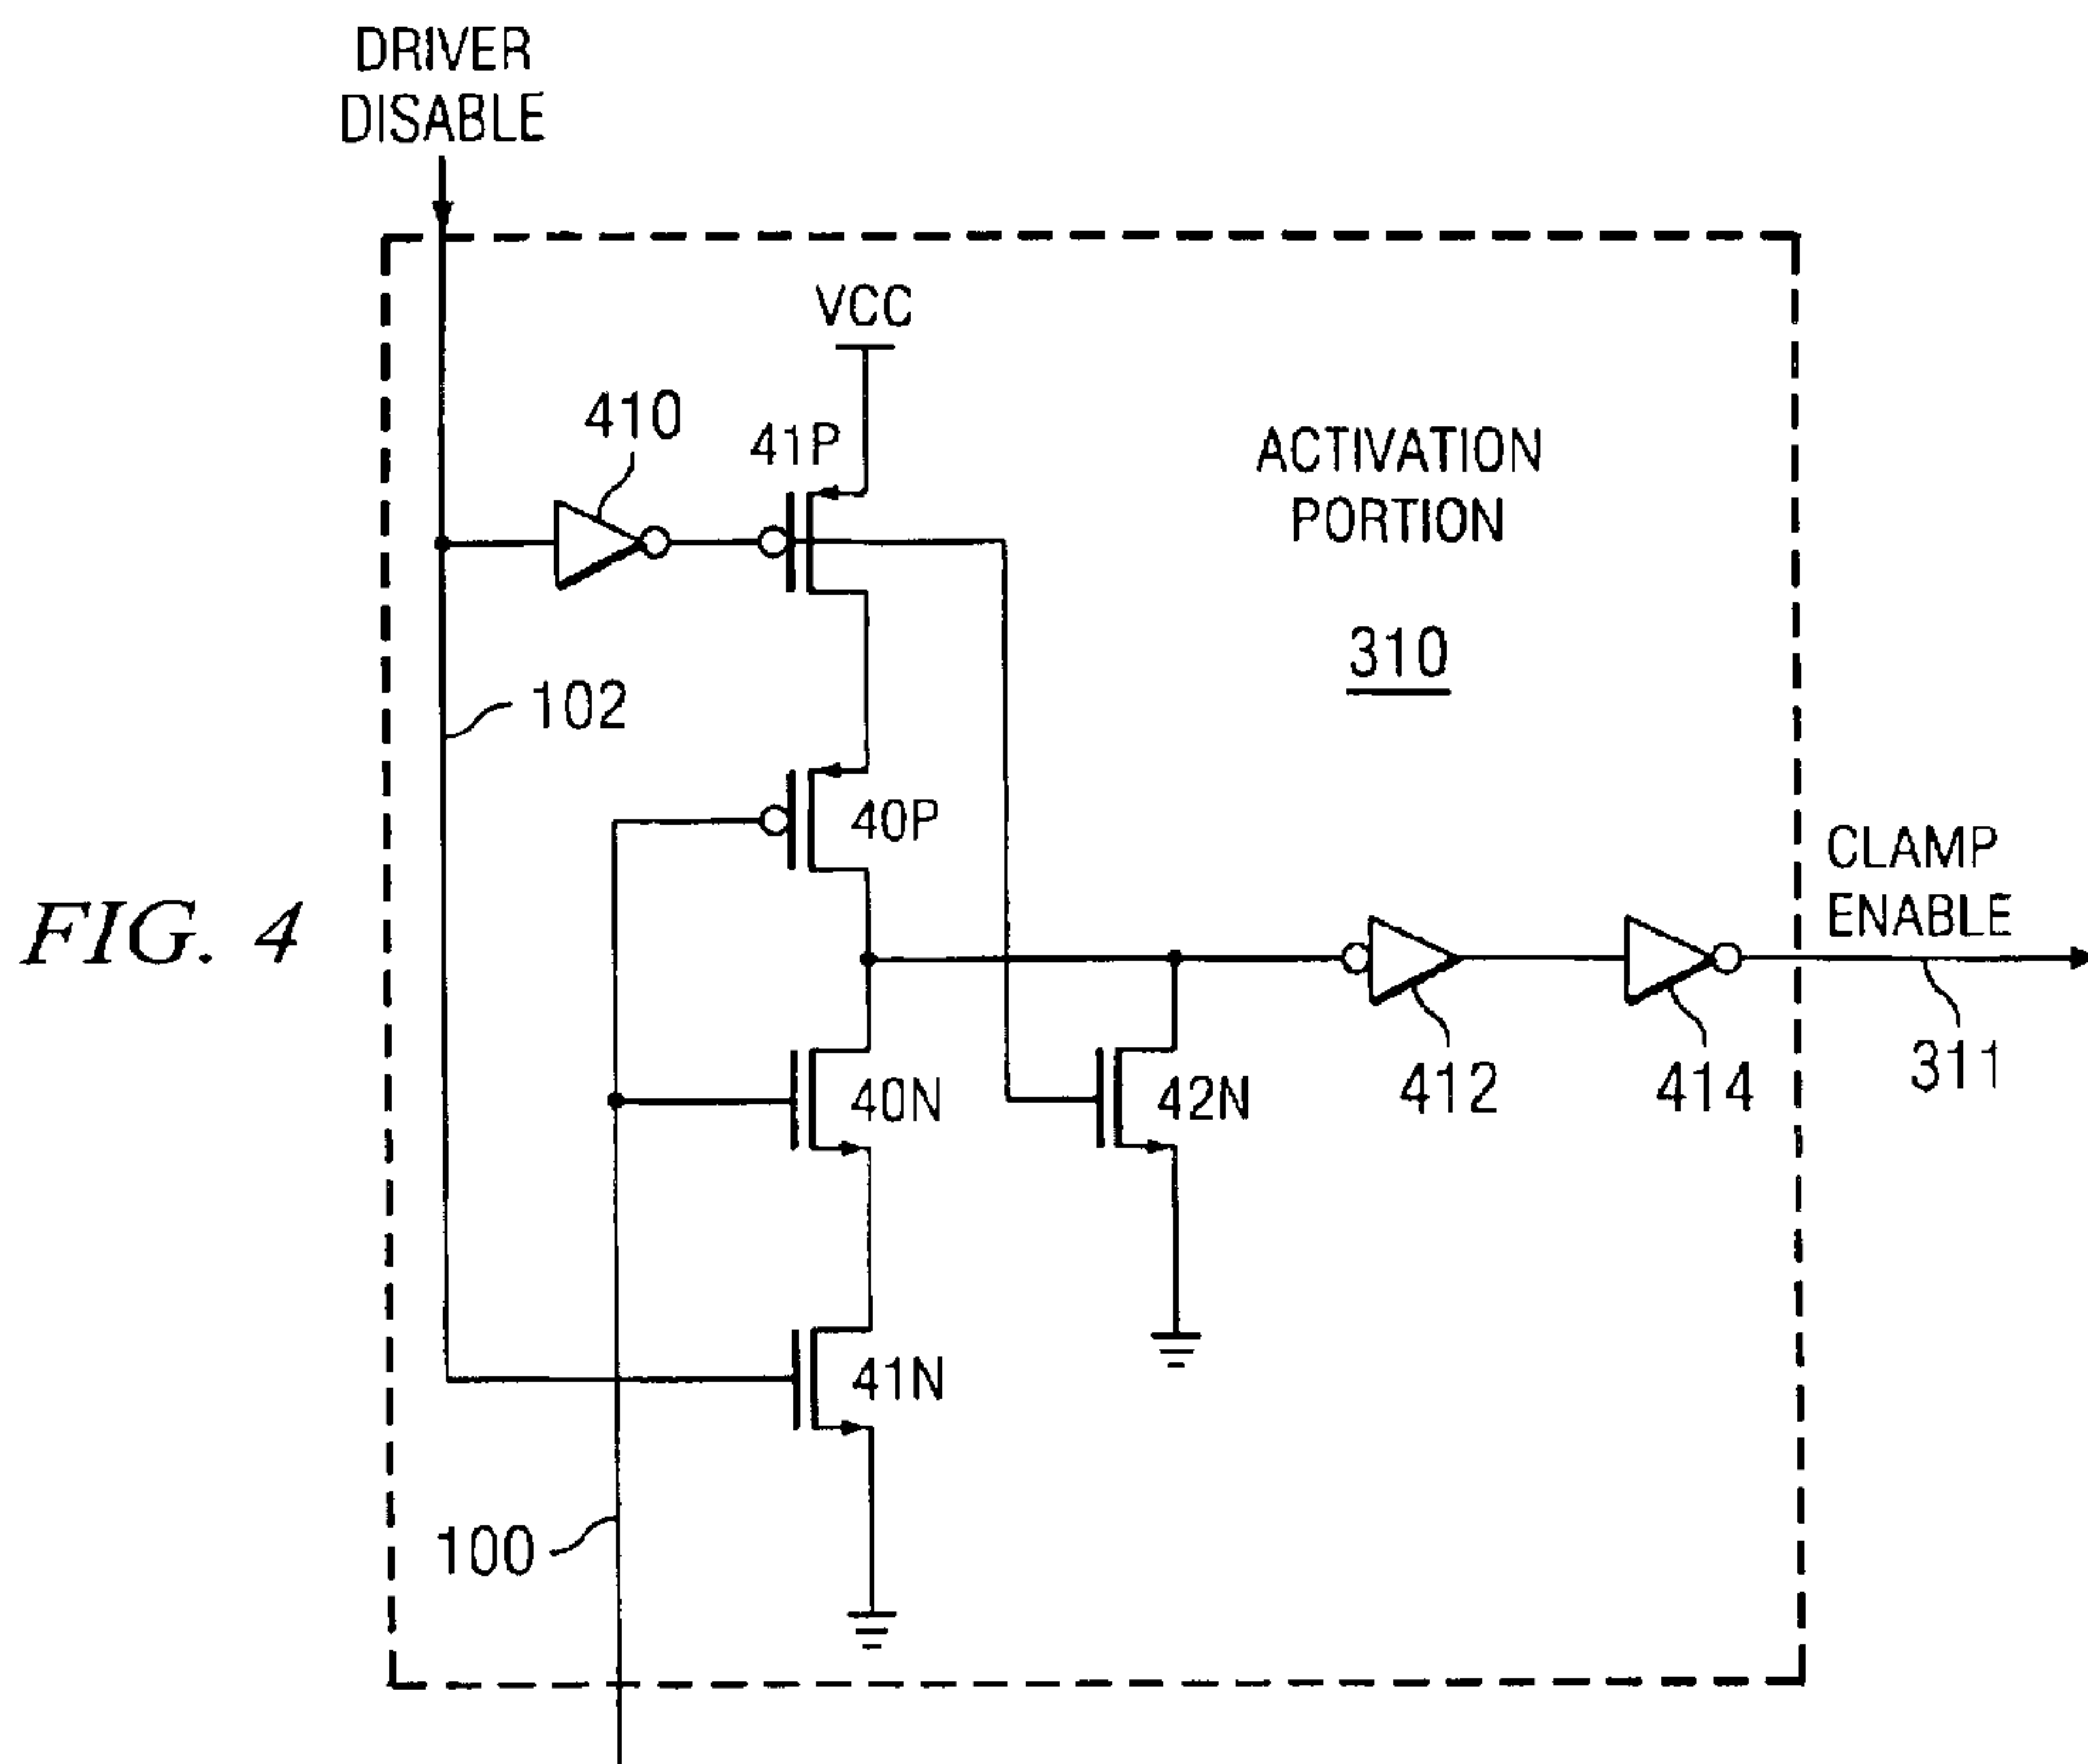 DRIVER
DISABLE
VCC
410
41P
ACTIVATION
PORTION
310
102
40P
CLAMP
ENABLE
FIG. 4
40N
42N
412
414
311
41N
100